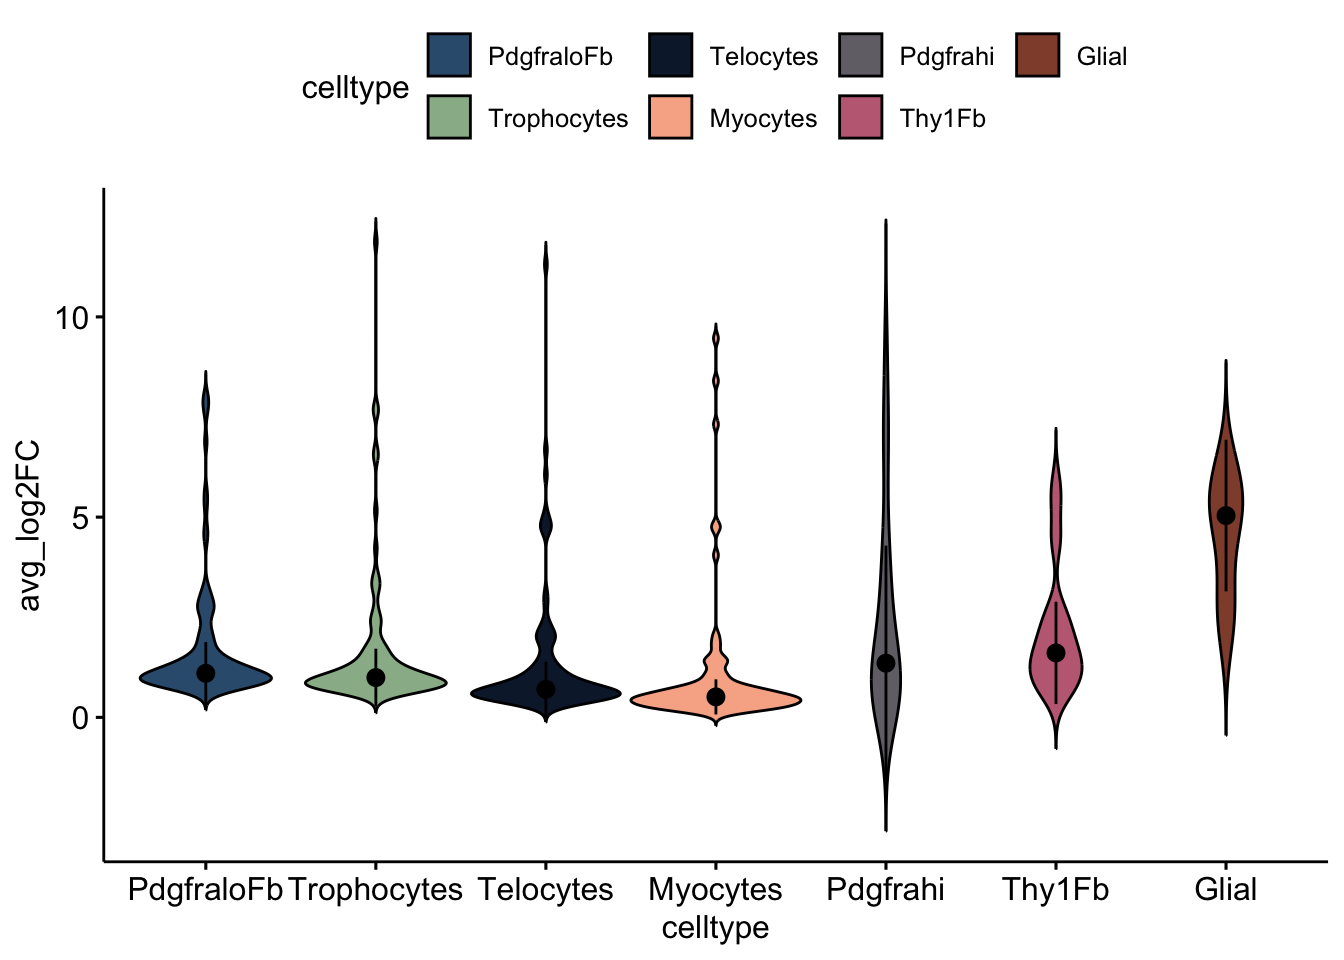 celltype
PdgfraloFb Telocytes Pdgfrahi Glial
Trophocytes Myocytes Thy1Fb
avg_log2FC
10
5
0
PdgfraloFb Trophocytes Telocytes Myocytes Pdgfrahi Thy1Fb Glial
celltype